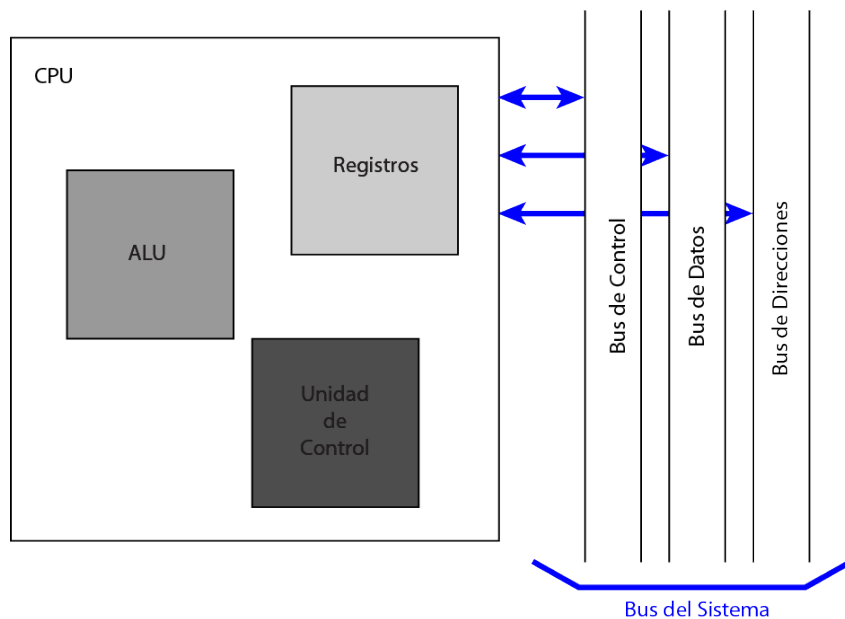 CPU
Registros
ALU
Unidad
de
Control
Bus de Control
Bus de Datos
Bus de Direcciones
Bus del Sistema